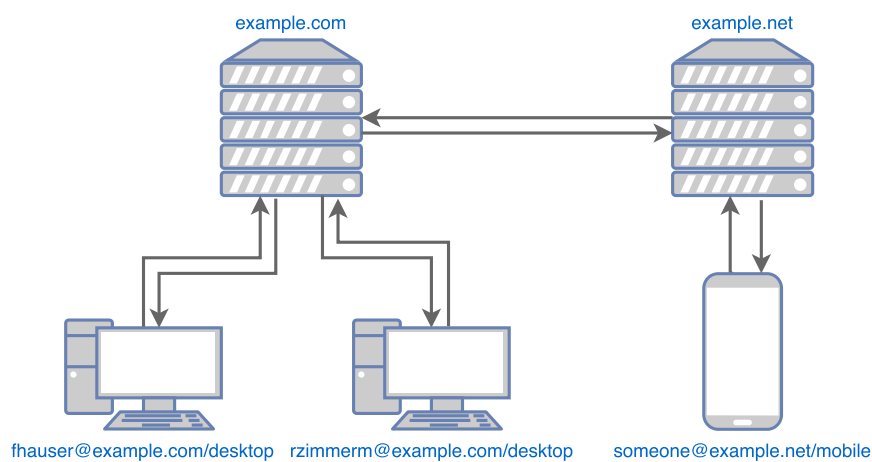 example.com
example.net
fhauser@example.com/desktop
rzimmerm@example.com/desktop
someone@example.net/mobile